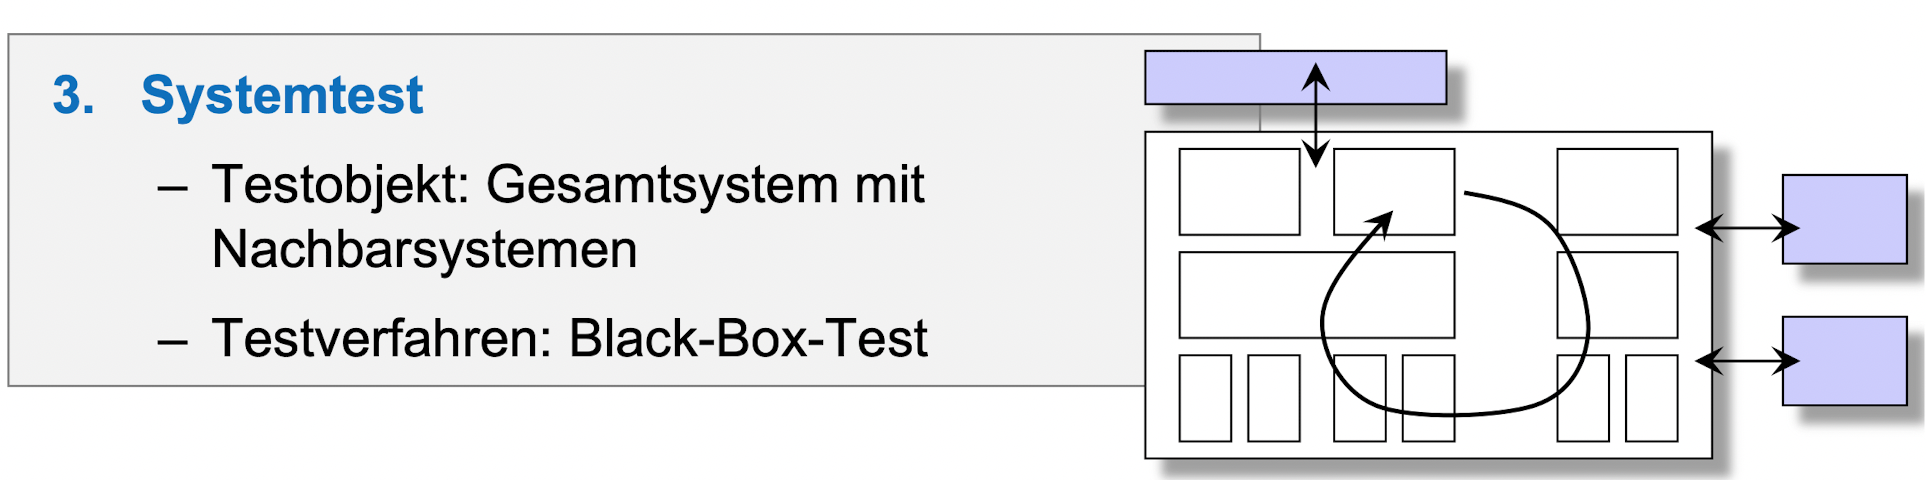 3. Systemtest
– Testobjekt: Gesamtsystem mit
Nachbarsystemen
– Testverfahren: Black-Box-Test